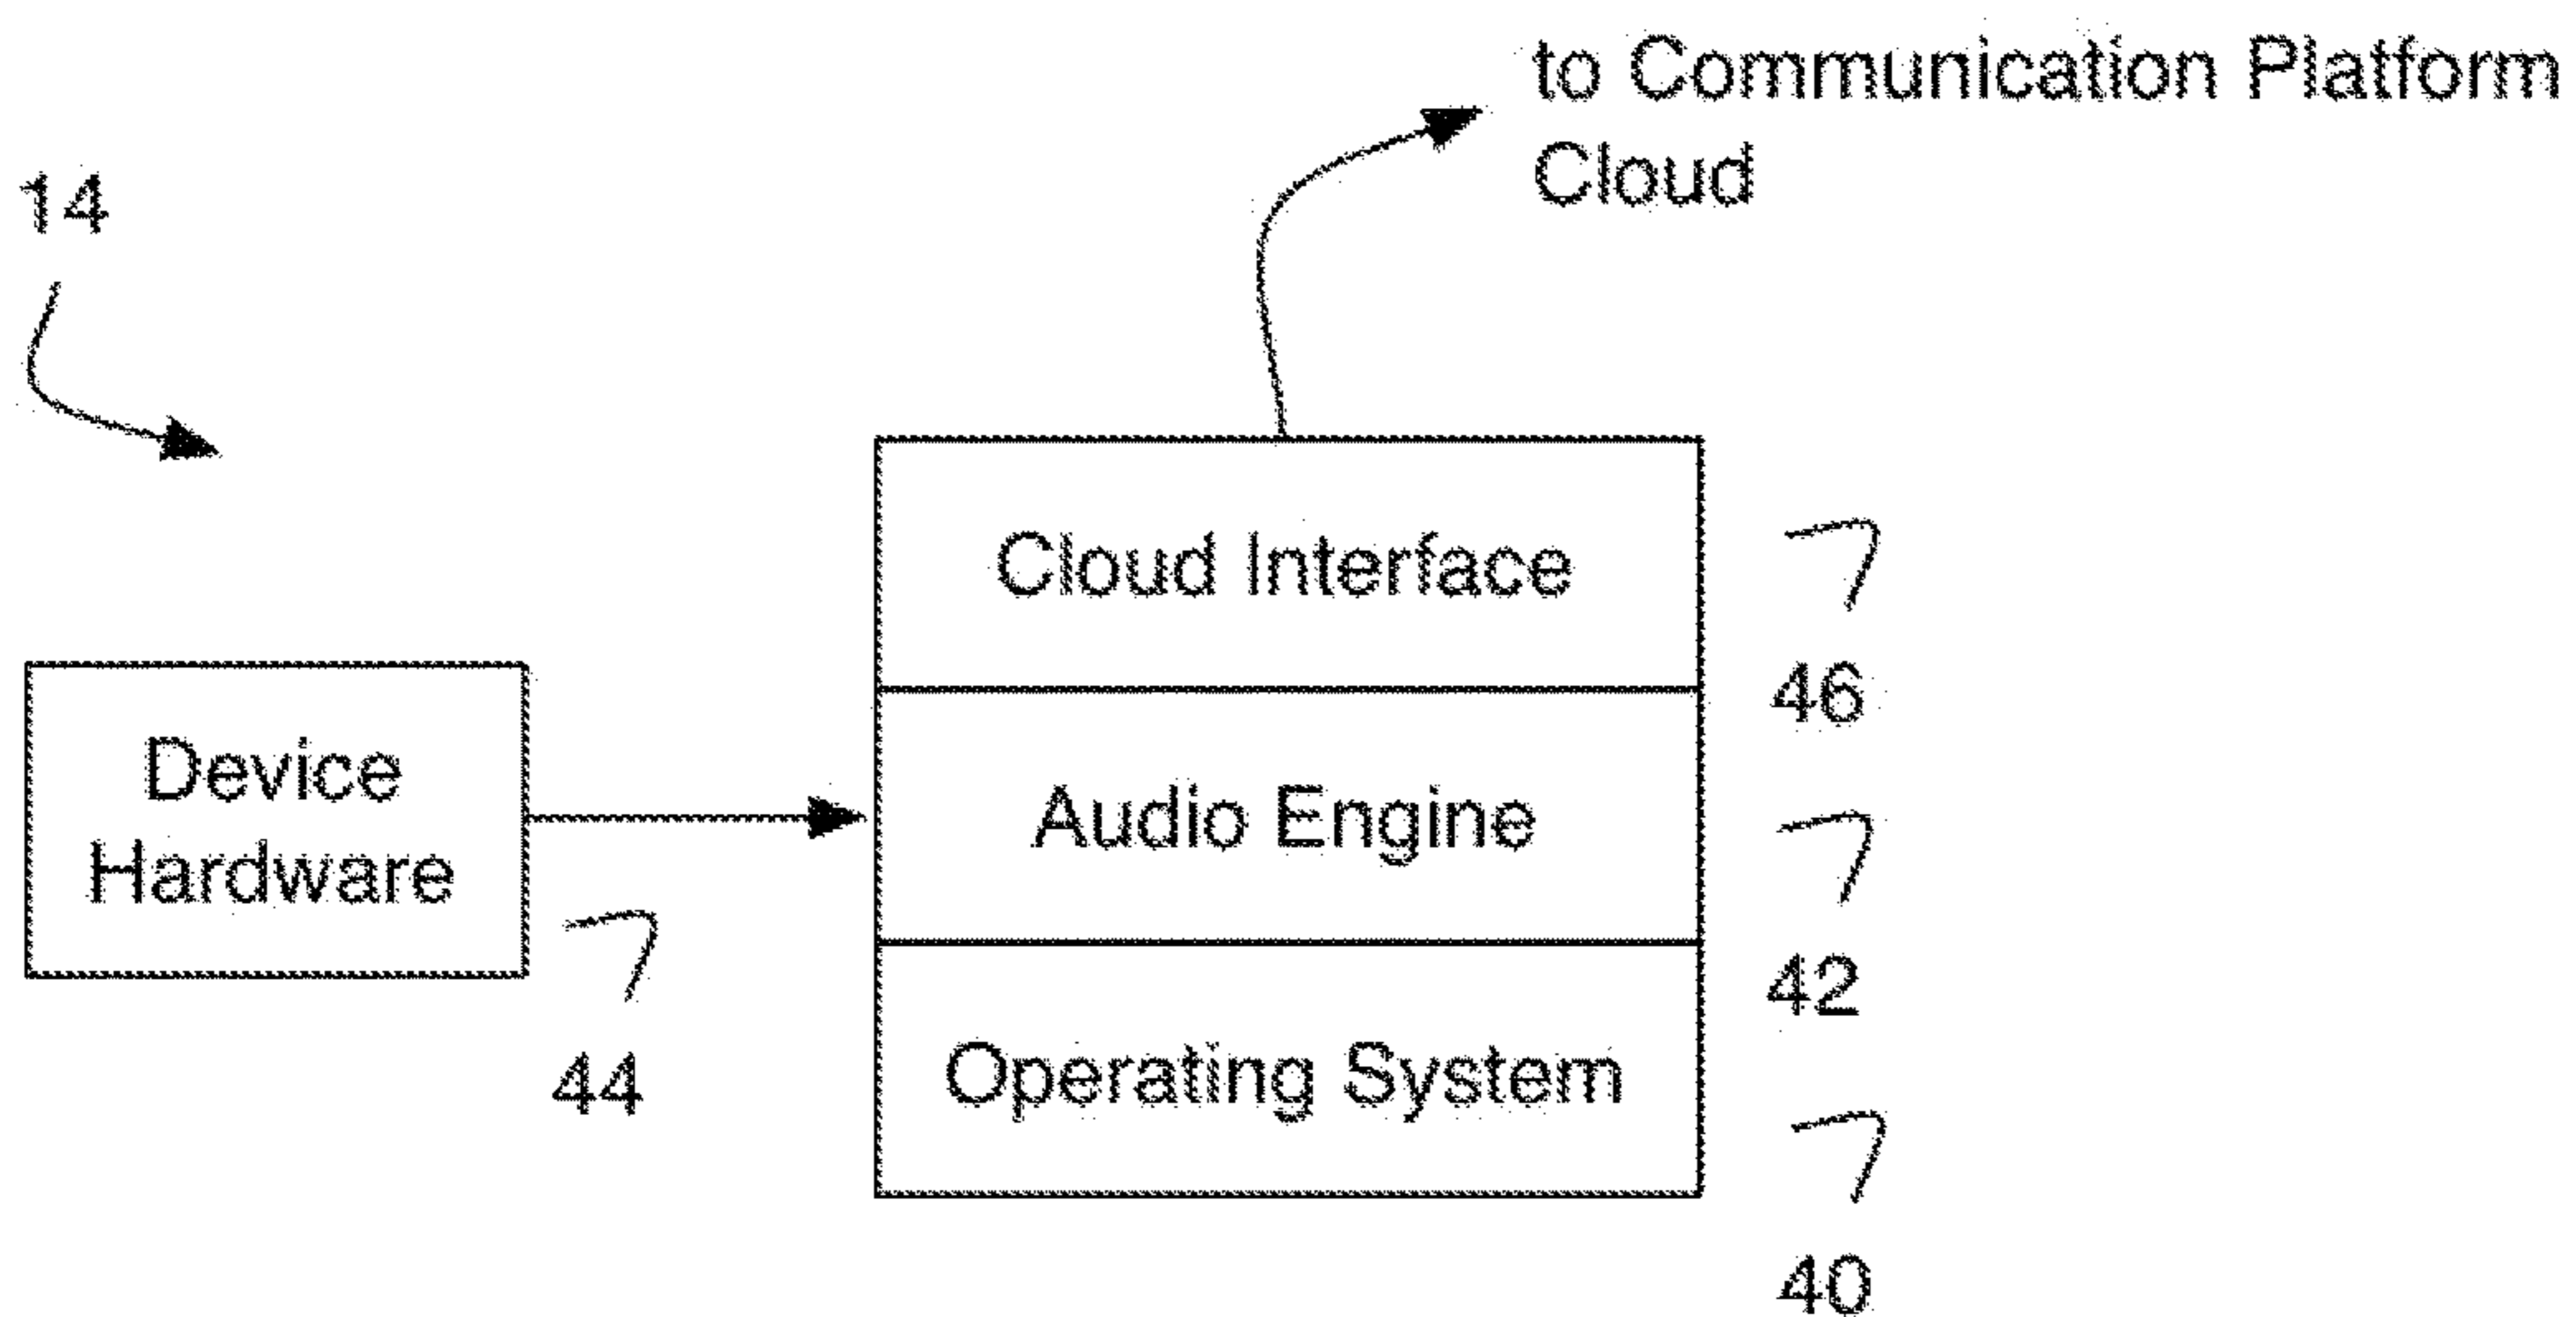 to Communication Platform
Cloud
14
Cloud Interface
46
Device
Hardware
44
Audio Engine
42
Operating System
40